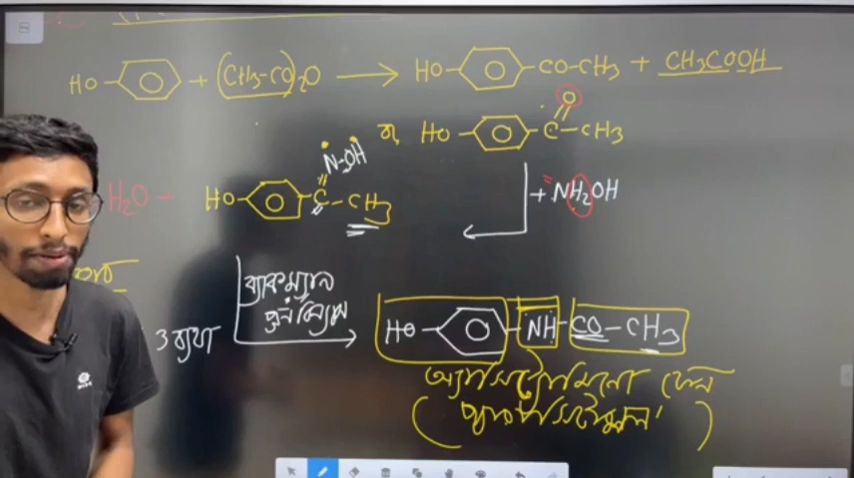 HO- + (CH3-CO)2O → HO- -CO-CH3 + CH3COOH
বা, HO- -C-CH3
O
N-OH
H2O -
HO- -C-CH3
+ NH2OH
ব্যাকম্যান
পুনর্বিন্যাস
ও ব্যথা
HO- -NH-CO-CH3
(প্যারাসিটামল)